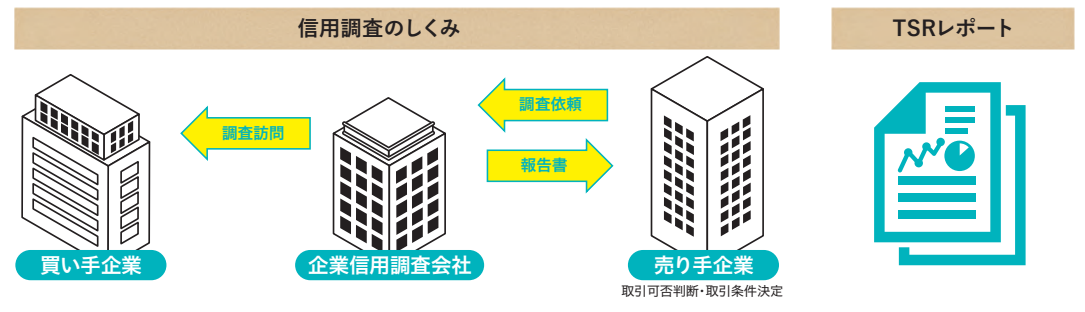 信用調査のしくみ
TSRレポート
調査依頼
調査訪問
報告書
買い手企業
企業信用調査会社
売り手企業
取引可否判断・取引条件決定